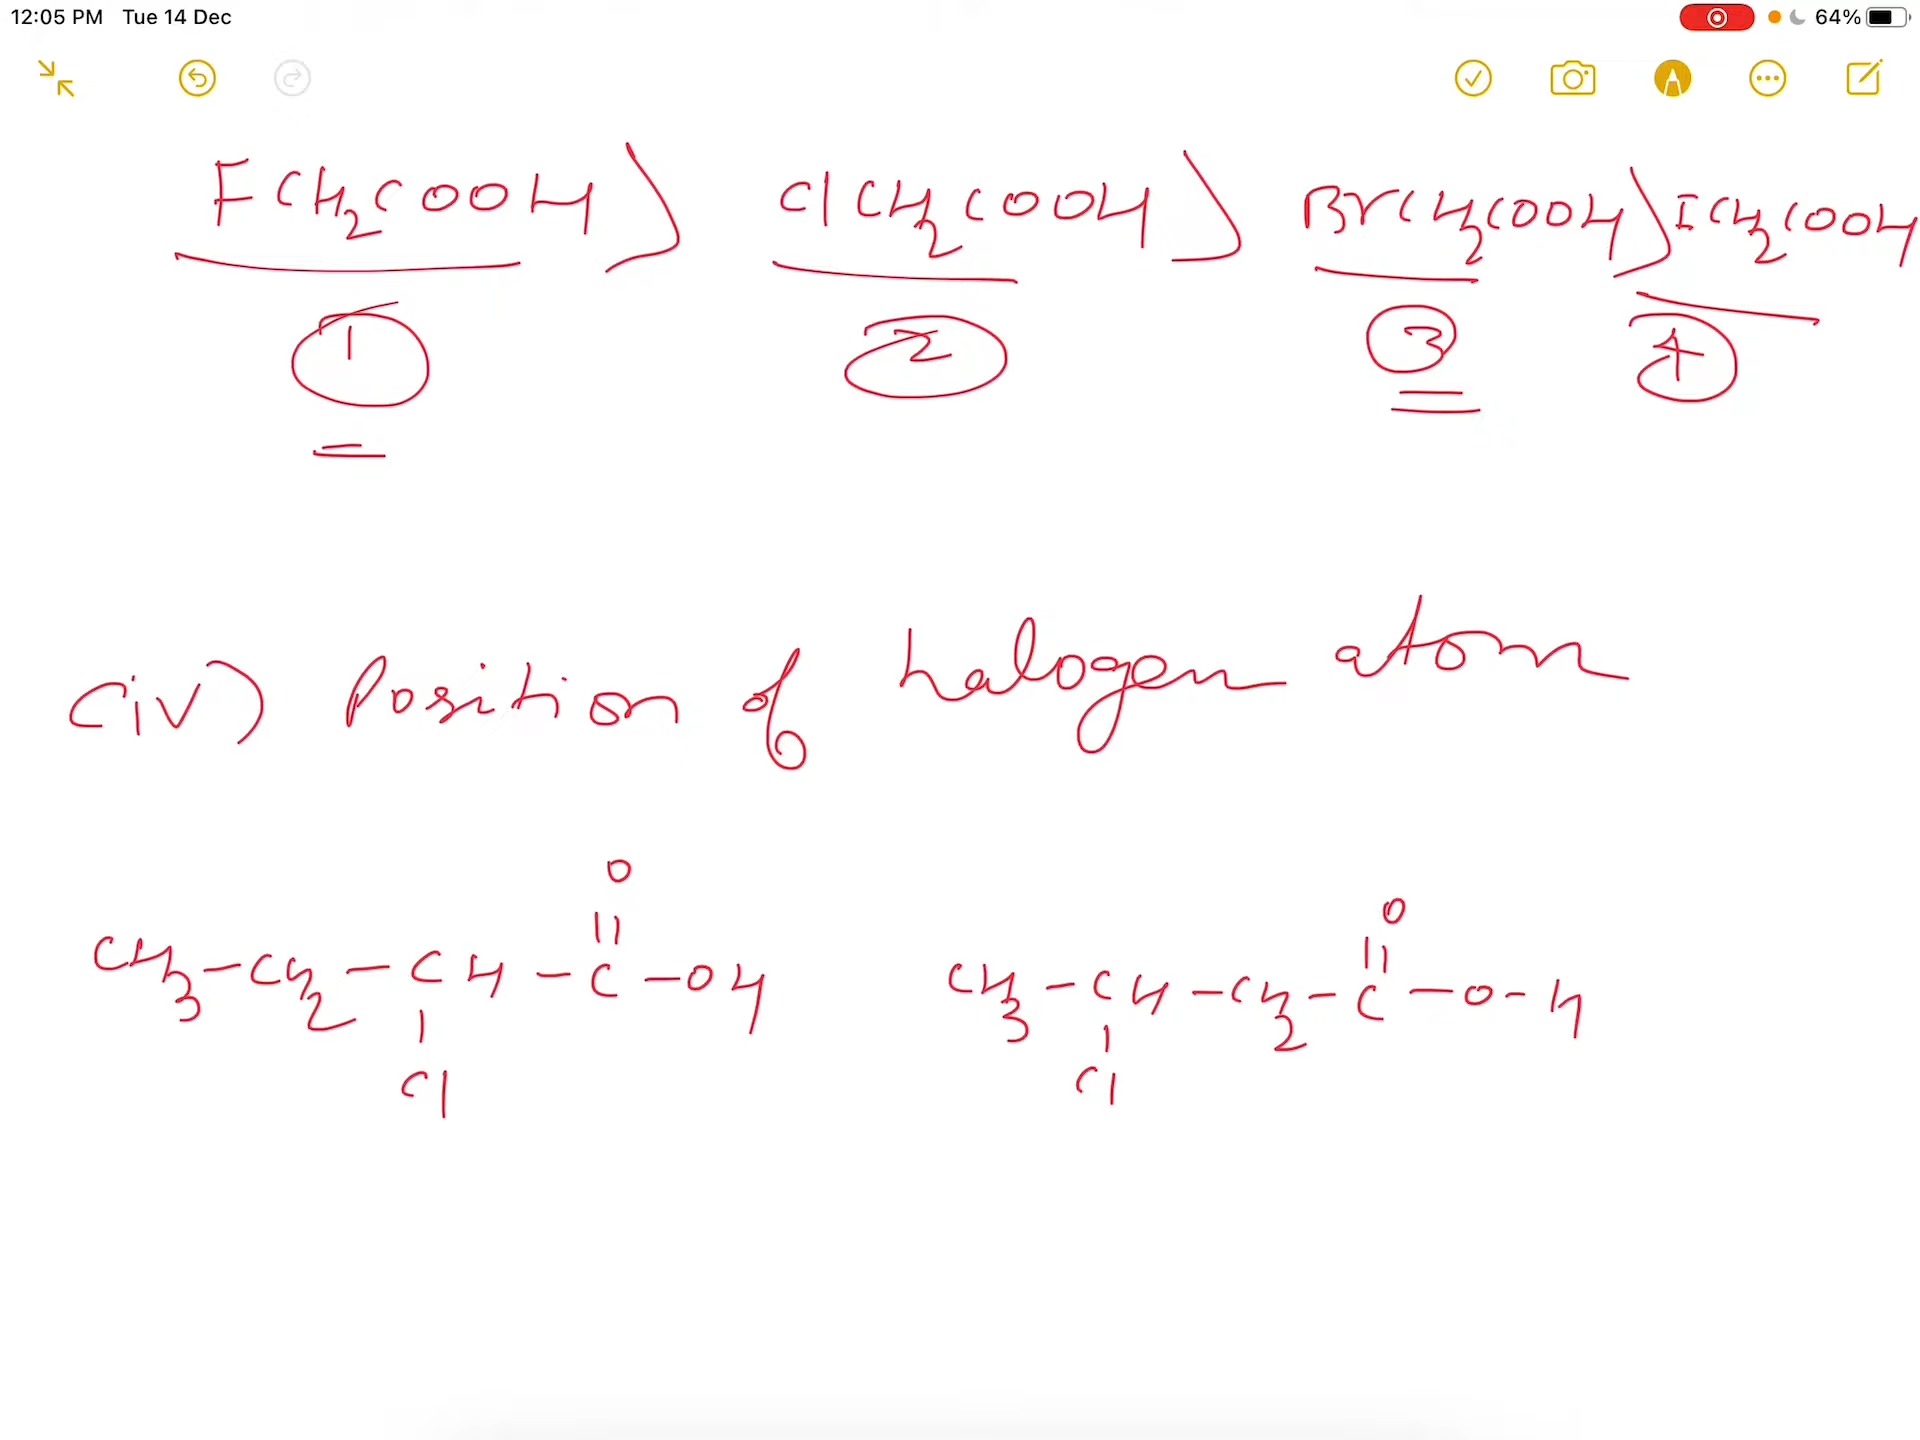 12:05 PM Tue 14 Dec 64%
FCH2COOH > ClCH2COOH > BrCH2COOH > ICH2COOH
1 2 3 4
(iv) Position of halogen atom
O O
|| ||
CH3-CH2-CH-C-OH CH3-CH-CH2-C-O-H
| |
Cl Cl